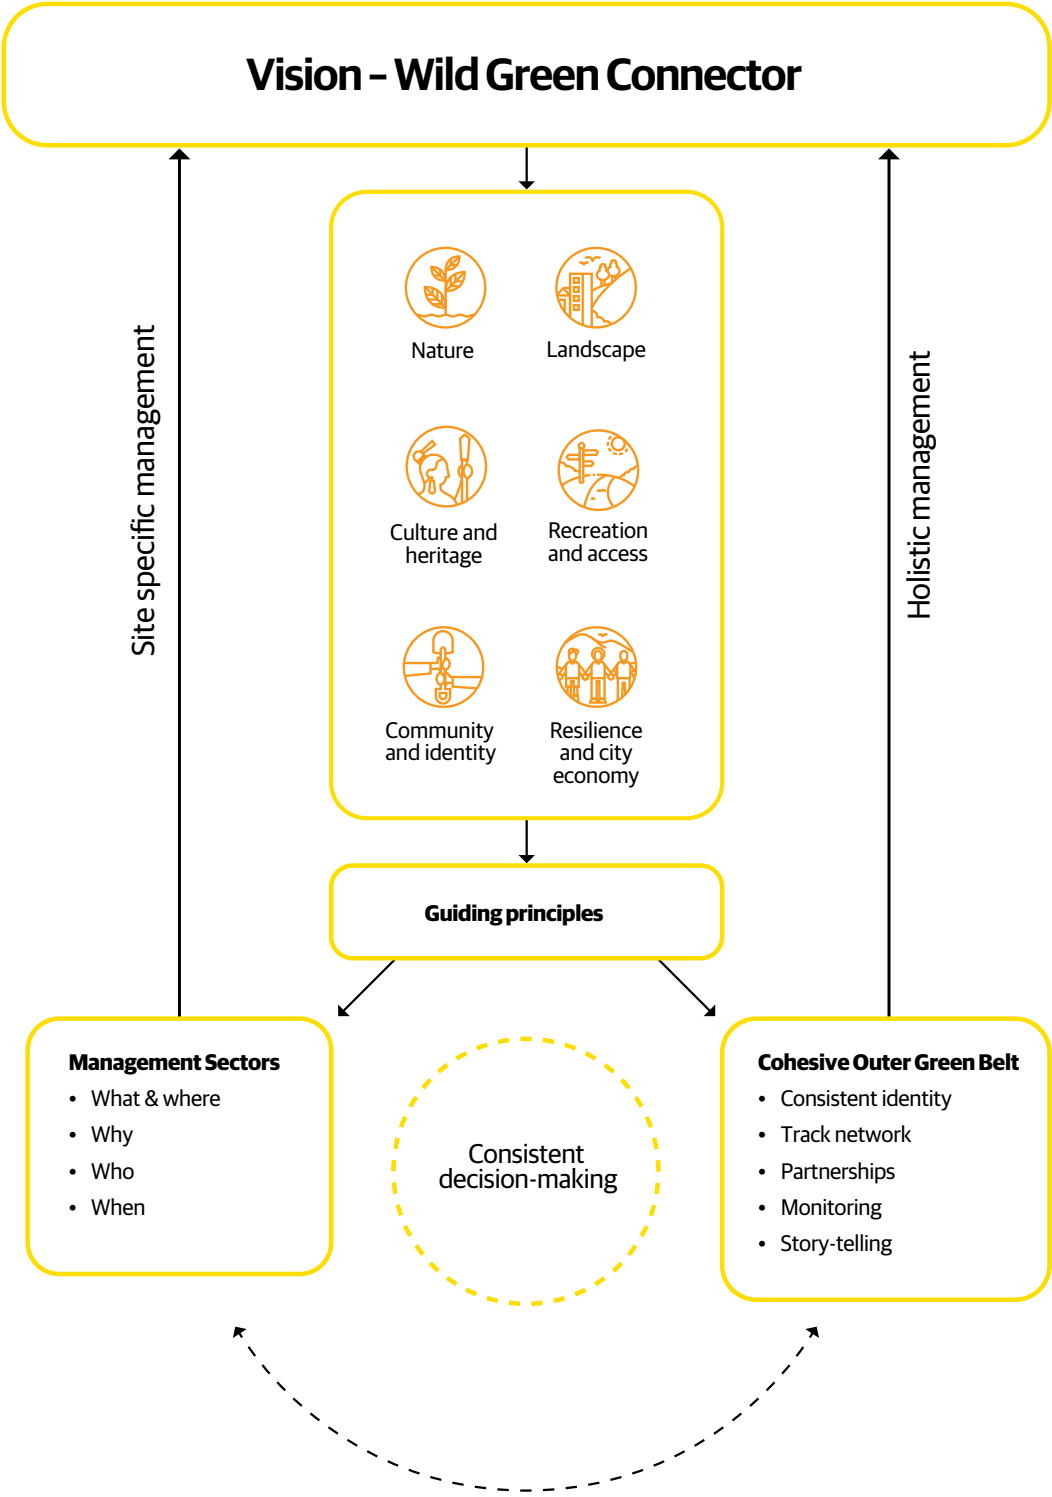 Vision – Wild Green Connector
Site specific management
Holistic management
Nature
Landscape
Culture and
heritage
Recreation
and access
Community
and identity
Resilience
and city
economy
Guiding principles
Management Sectors
• What & where
• Why
• Who
• When
Consistent
decision-making
Cohesive Outer Green Belt
• Consistent identity
• Track network
• Partnerships
• Monitoring
• Story-telling